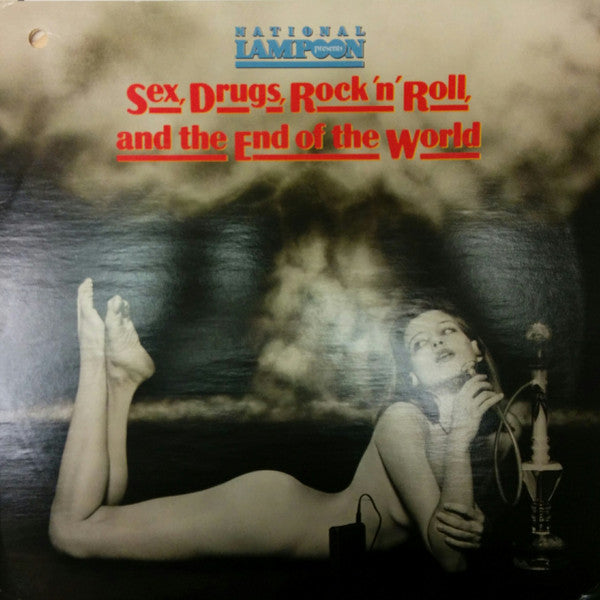 NATIONAL
LAMPOON
presents
Sex, Drugs, Rock 'n' Roll,
and the End of the World